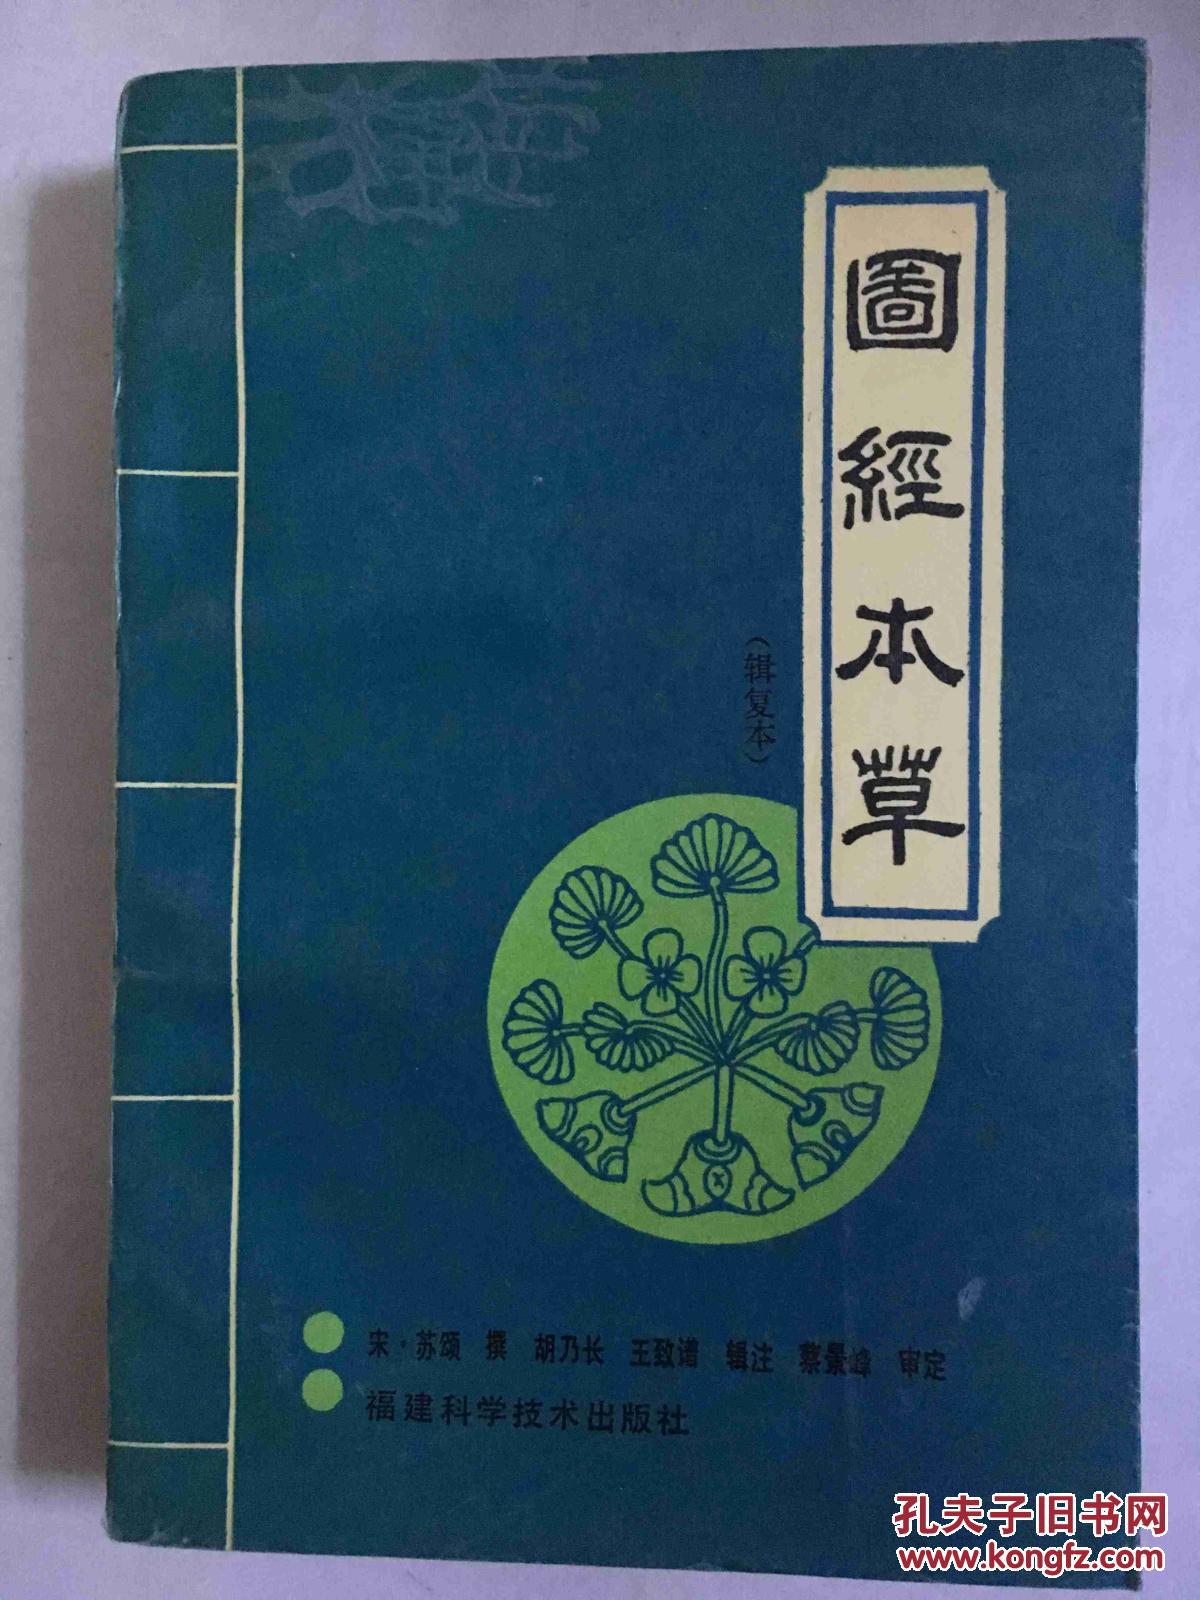 圖經本草
（辑复本）
宋·苏颂 撰 胡乃长 王致谱 辑注 蔡景峰 审定
福建科学技术出版社
孔夫子旧书网
www.kongfz.com